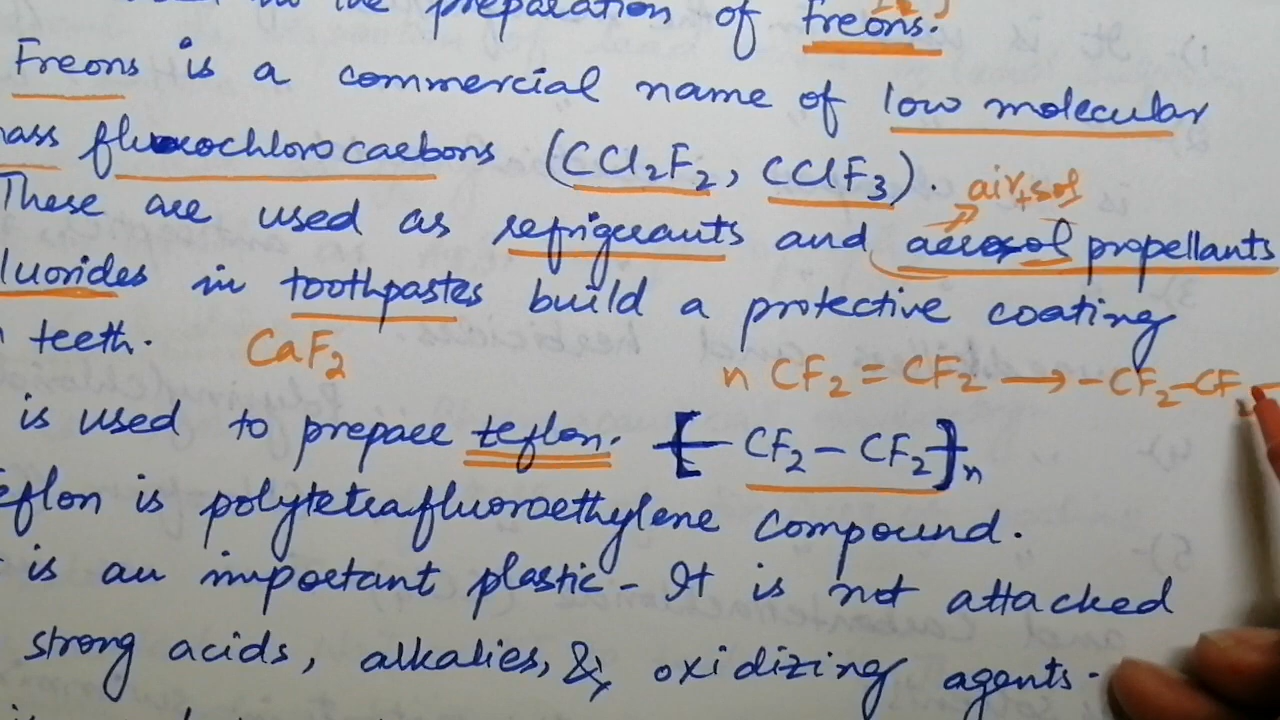 the preparation of Freons.
Freons is a commercial name of low molecular
mass fluorochlorocarbons (CCl₂F₂, CClF₃).
air+sol
These are used as refrigerants and aerosol propellants
luorides in toothpastes build a protective coating
teeth. CaF₂
n CF₂ = CF₂ ⟶ -CF₂-CF₂
is used to prepare teflon. [-CF₂-CF₂]n
eflon is polytetrafluoroethylene compound.
is an important plastic - It is not attacked
strong acids, alkalies, & oxidizing agents.